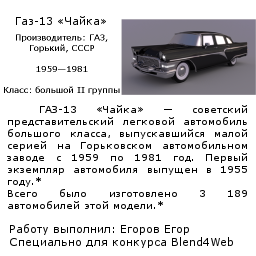 Газ-13 «Чайка»
Производитель: ГАЗ,
Горький, СССР
1959—1981
Класс: большой II группы
ГАЗ-13 «Чайка» — советский
представительский легковой автомобиль
большого класса, выпускавшийся малой
серией на Горьковском автомобильном
заводе с 1959 по 1981 год. Первый
экземпляр автомобиля выпущен в 1955
году.*
Всего было изготовлено 3 189
автомобилей этой модели.*
Работу выполнил: Егоров Егор
Специально для конкурса Blend4Web